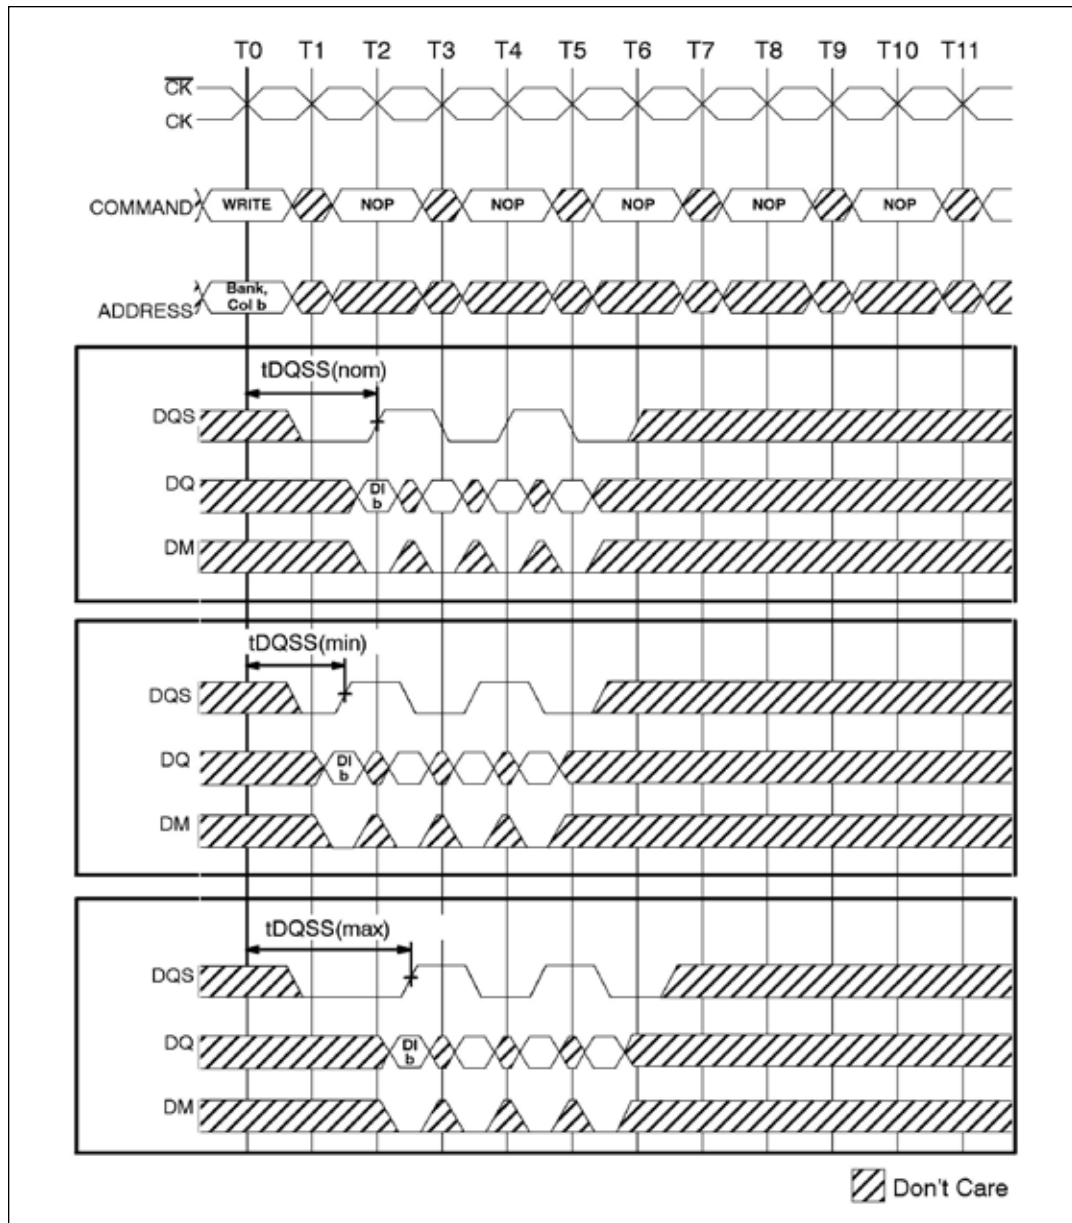 T0 T1 T2 T3 T4 T5 T6 T7 T8 T9 T10 T11
CK
CK
COMMAND WRITE NOP NOP NOP NOP NOP
ADDRESS Bank,
Col b
tDQSS(nom)
DQS
DQ DI
b
DM
tDQSS(min)
DQS
DQ DI
b
DM
tDQSS(max)
DQS
DQ DI
b
DM
Don't Care